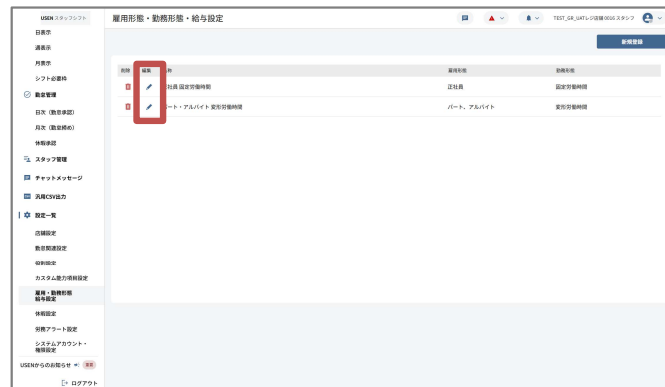 USEN スタッフシフト
雇用形態・勤務形態・給与設定
TEST_GR_UATレジ店舗0016 スタンフ
日表示
週表示
月表示
シフト必要枠
勤怠管理
日次（勤怠承認）
月次（勤怠締め）
休暇承認
スタッフ管理
チャットメッセージ
汎用CSV出力
設定一覧
店舗設定
勤怠関連設定
役割設定
カスタム能力項目設定
雇用・勤務形態
給与設定
休暇設定
労務アラート設定
システムアカウント・
権限設定
USENからのお知らせ 重要
ログアウト
新規登録
削除 編集 名称 雇用形態 勤務形態
正社員 固定労働時間 正社員 固定労働時間
パート・アルバイト 変形労働時間 パート、アルバイト 変形労働時間